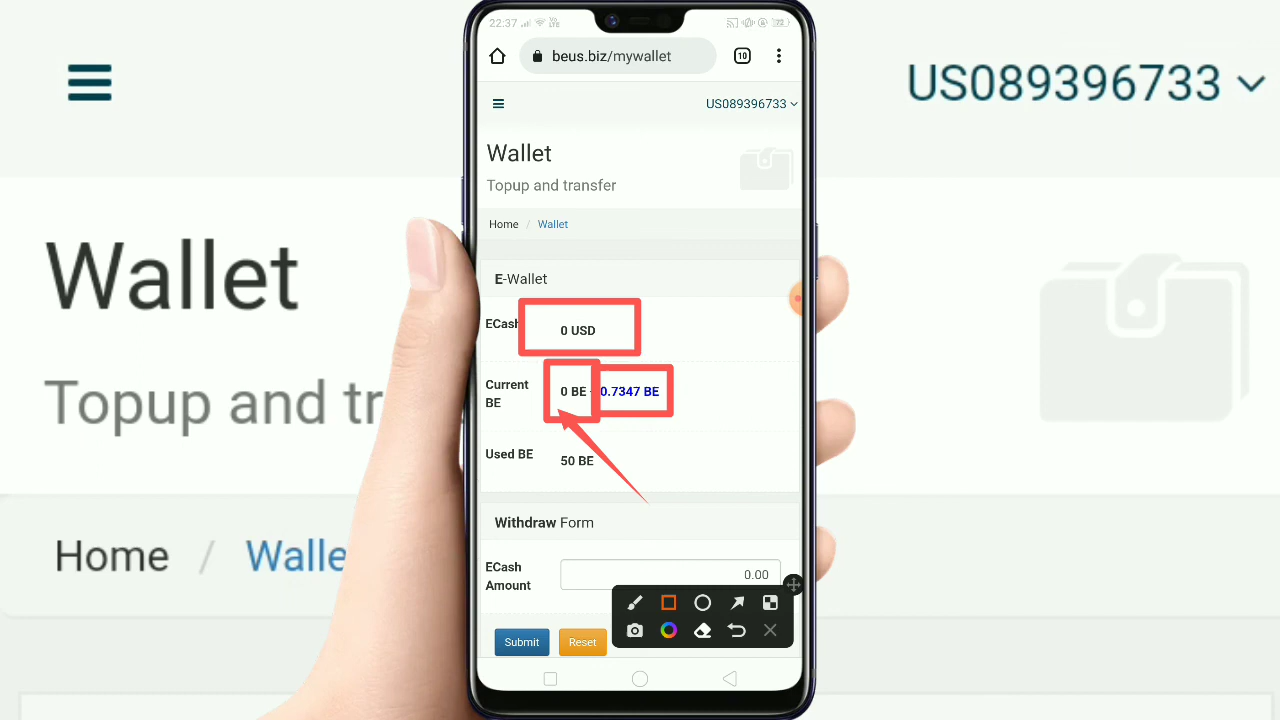 US089396733
Wallet
Topup and tr
Home / Walle
22:37
72
beus.biz/mywallet
10
US089396733
Wallet
Topup and transfer
Home / Wallet
E-Wallet
ECash
0 USD
Current
BE
0 BE
0.7347 BE
Used BE
50 BE
Withdraw Form
ECash
Amount
0.00
Submit
Reset